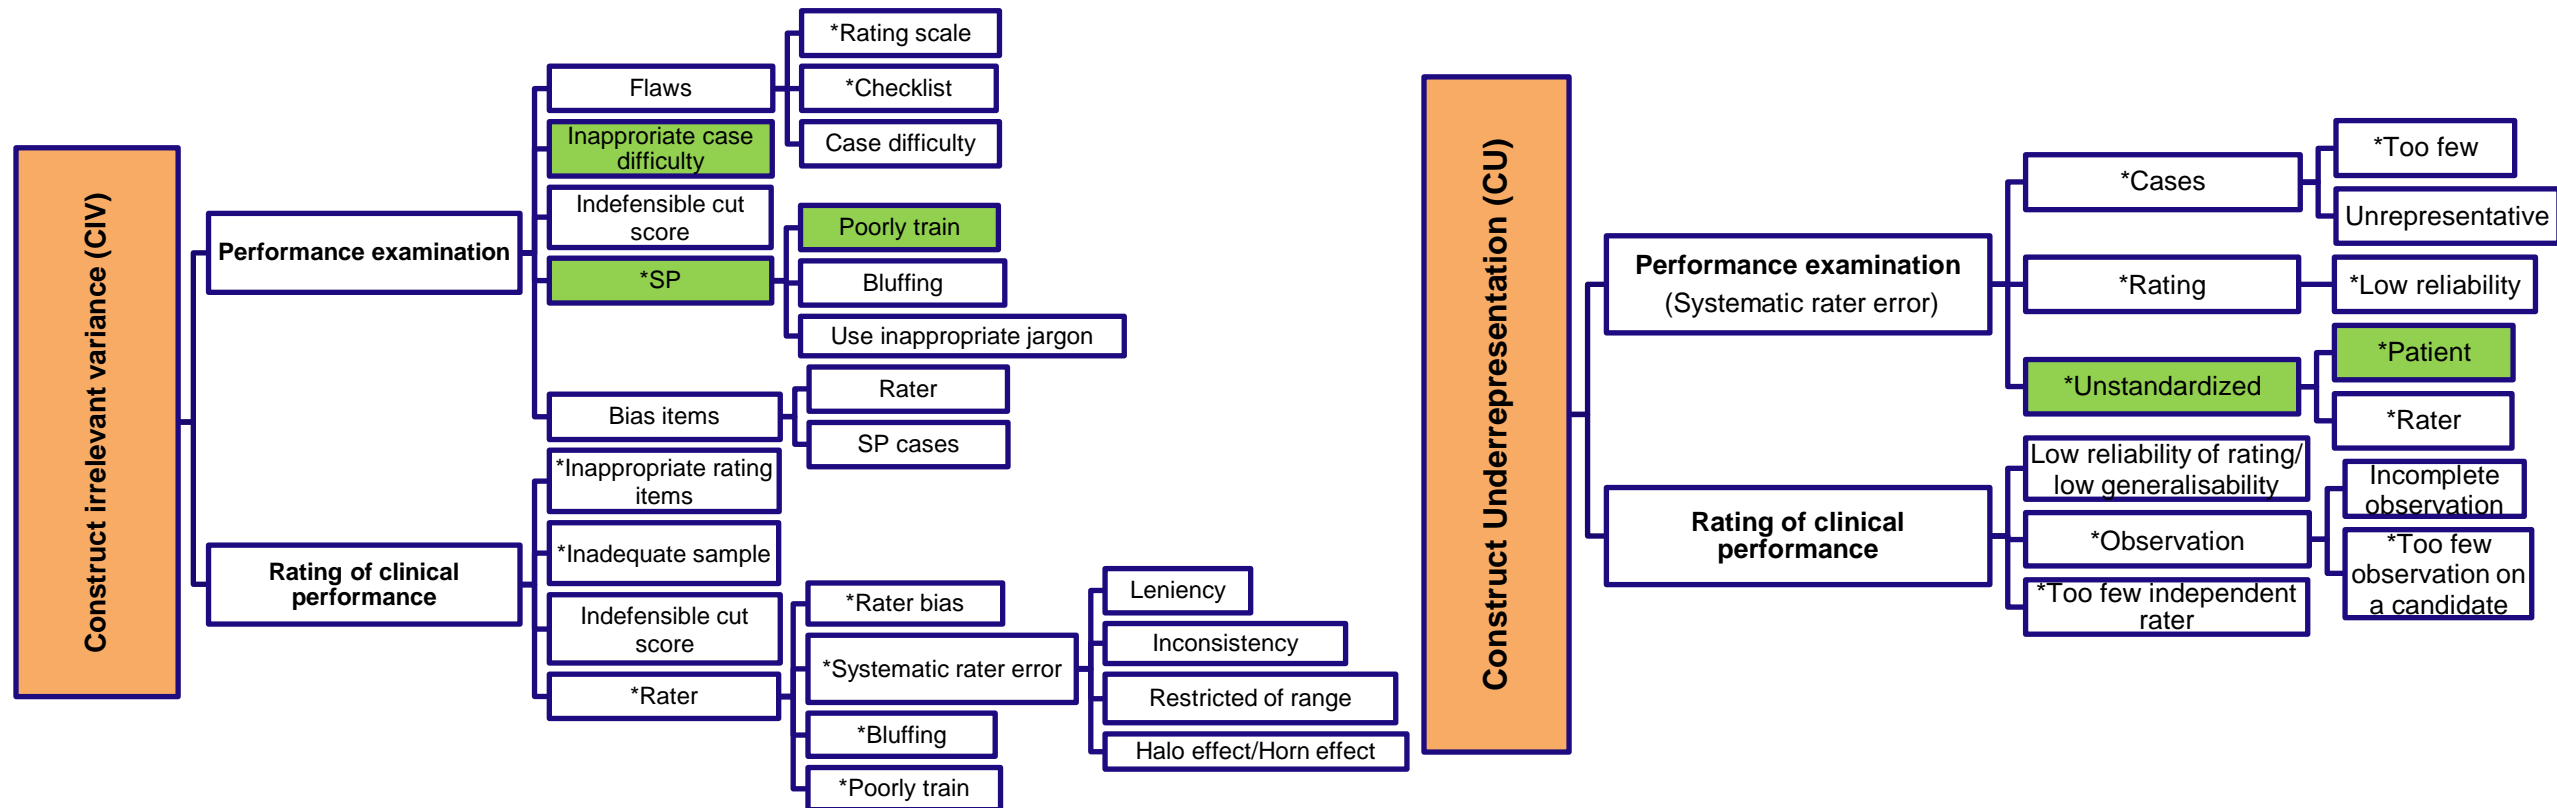 Construct irrelevant variance (CIV)
Performance examination
Flaws
*Rating scale
*Checklist
Case difficulty
Inapproriate case
difficulty
Indefensible cut
score
*SP
Poorly train
Bluffing
Use inappropriate jargon
Bias items
Rater
SP cases
Rating of clinical
performance
*Inappropriate rating
items
*Inadequate sample
Indefensible cut
score
*Rater
*Rater bias
*Systematic rater error
Leniency
Inconsistency
Restricted of range
Halo effect/Horn effect
*Bluffing
*Poorly train
Construct Underrepresentation (CU)
Performance examination
(Systematic rater error)
*Cases
*Too few
Unrepresentative
*Rating
*Low reliability
*Unstandardized
*Patient
*Rater
Rating of clinical
performance
Low reliability of rating/
low generalisability
*Observation
Incomplete
observation
*Too few
observation on
a candidate
*Too few independent
rater